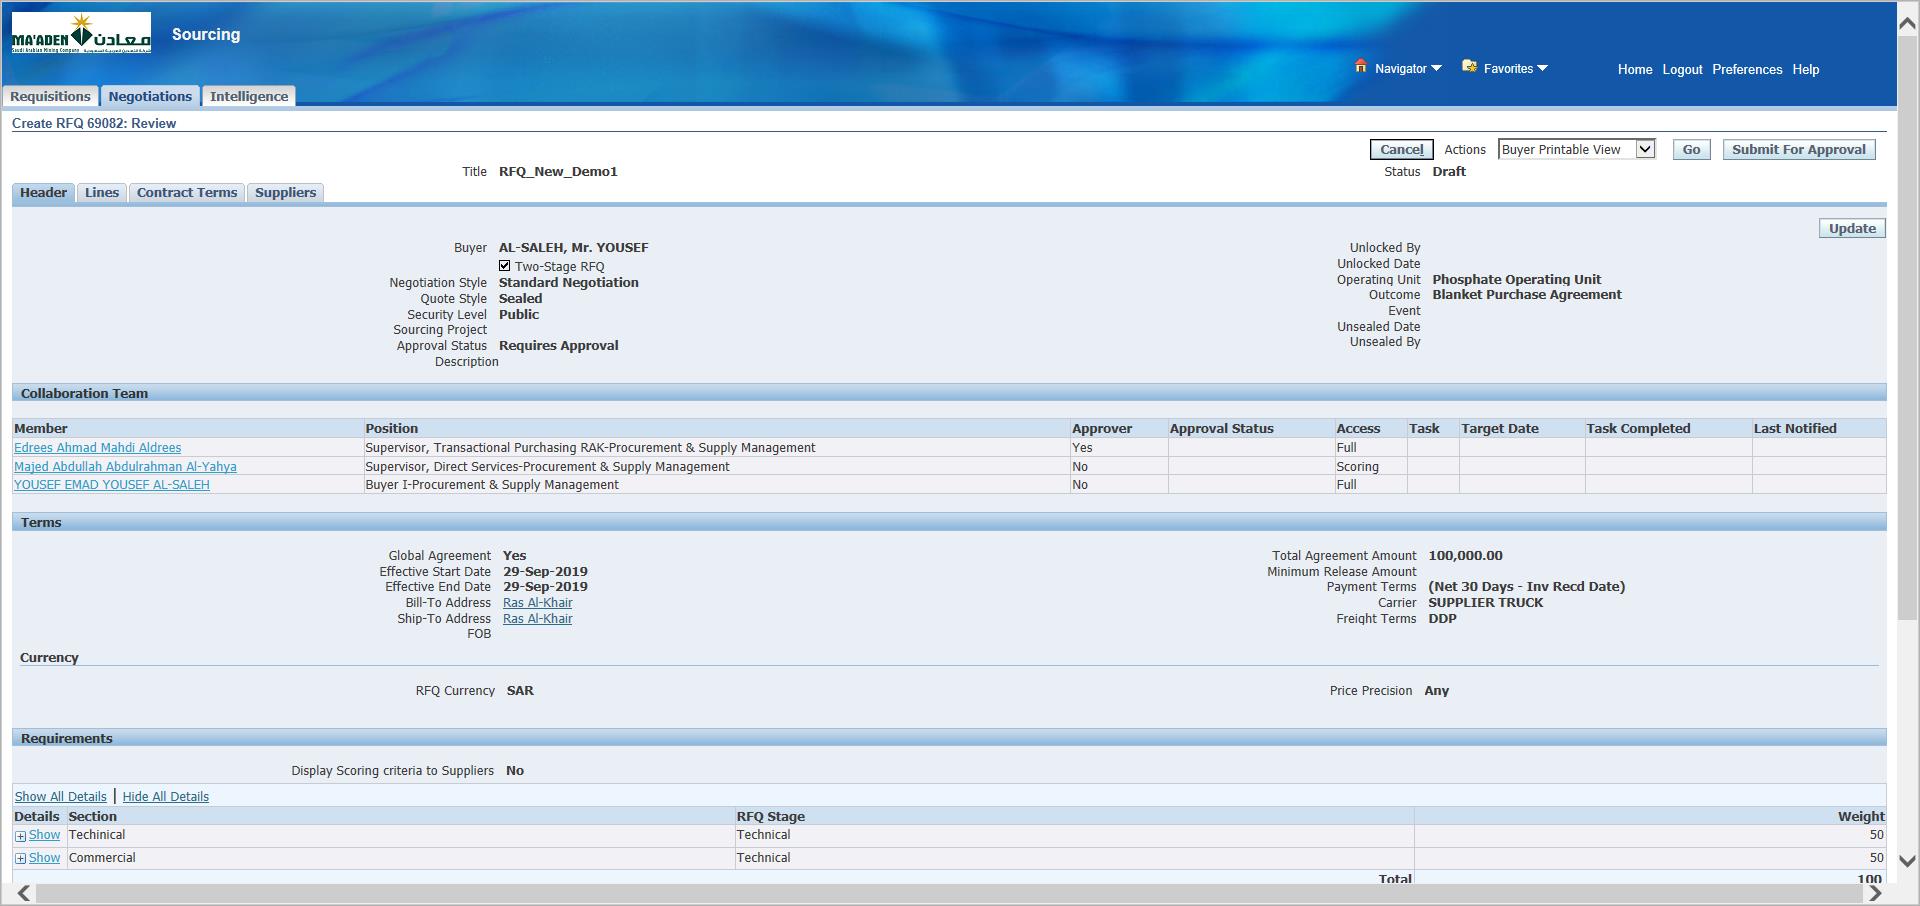 MA'ADEN معادن
Saudi Arabian Mining Company
Sourcing
Navigator Favorites Home Logout Preferences Help
Requisitions Negotiations Intelligence
Create RFQ 69082: Review
Cancel Actions Buyer Printable View Go Submit For Approval
Title RFQ_New_Demo1 Status Draft
Header Lines Contract Terms Suppliers
Update
Buyer AL-SALEH, Mr. YOUSEF
Two-Stage RFQ
Negotiation Style Standard Negotiation
Quote Style Sealed
Security Level Public
Sourcing Project
Approval Status Requires Approval
Description
Unlocked By
Unlocked Date
Operating Unit Phosphate Operating Unit
Outcome Blanket Purchase Agreement
Event
Unsealed Date
Unsealed By
Collaboration Team
Member Position Approver Approval Status Access Task Target Date Task Completed Last Notified
Edrees Ahmad Mahdi Aldrees Supervisor, Transactional Purchasing RAK-Procurement & Supply Management Yes Full
Majed Abdullah Abdulrahman Al-Yahya Supervisor, Direct Services-Procurement & Supply Management No Scoring
YOUSEF EMAD YOUSEF AL-SALEH Buyer I-Procurement & Supply Management No Full
Terms
Global Agreement Yes
Effective Start Date 29-Sep-2019
Effective End Date 29-Sep-2019
Bill-To Address Ras Al-Khair
Ship-To Address Ras Al-Khair
FOB
Total Agreement Amount 100,000.00
Minimum Release Amount
Payment Terms (Net 30 Days - Inv Recd Date)
Carrier SUPPLIER TRUCK
Freight Terms DDP
Currency
RFQ Currency SAR Price Precision Any
Requirements
Display Scoring criteria to Suppliers No
Show All Details | Hide All Details
Details Section RFQ Stage Weight
Show Techinical Technical 50
Show Commercial Technical 50
Total 100